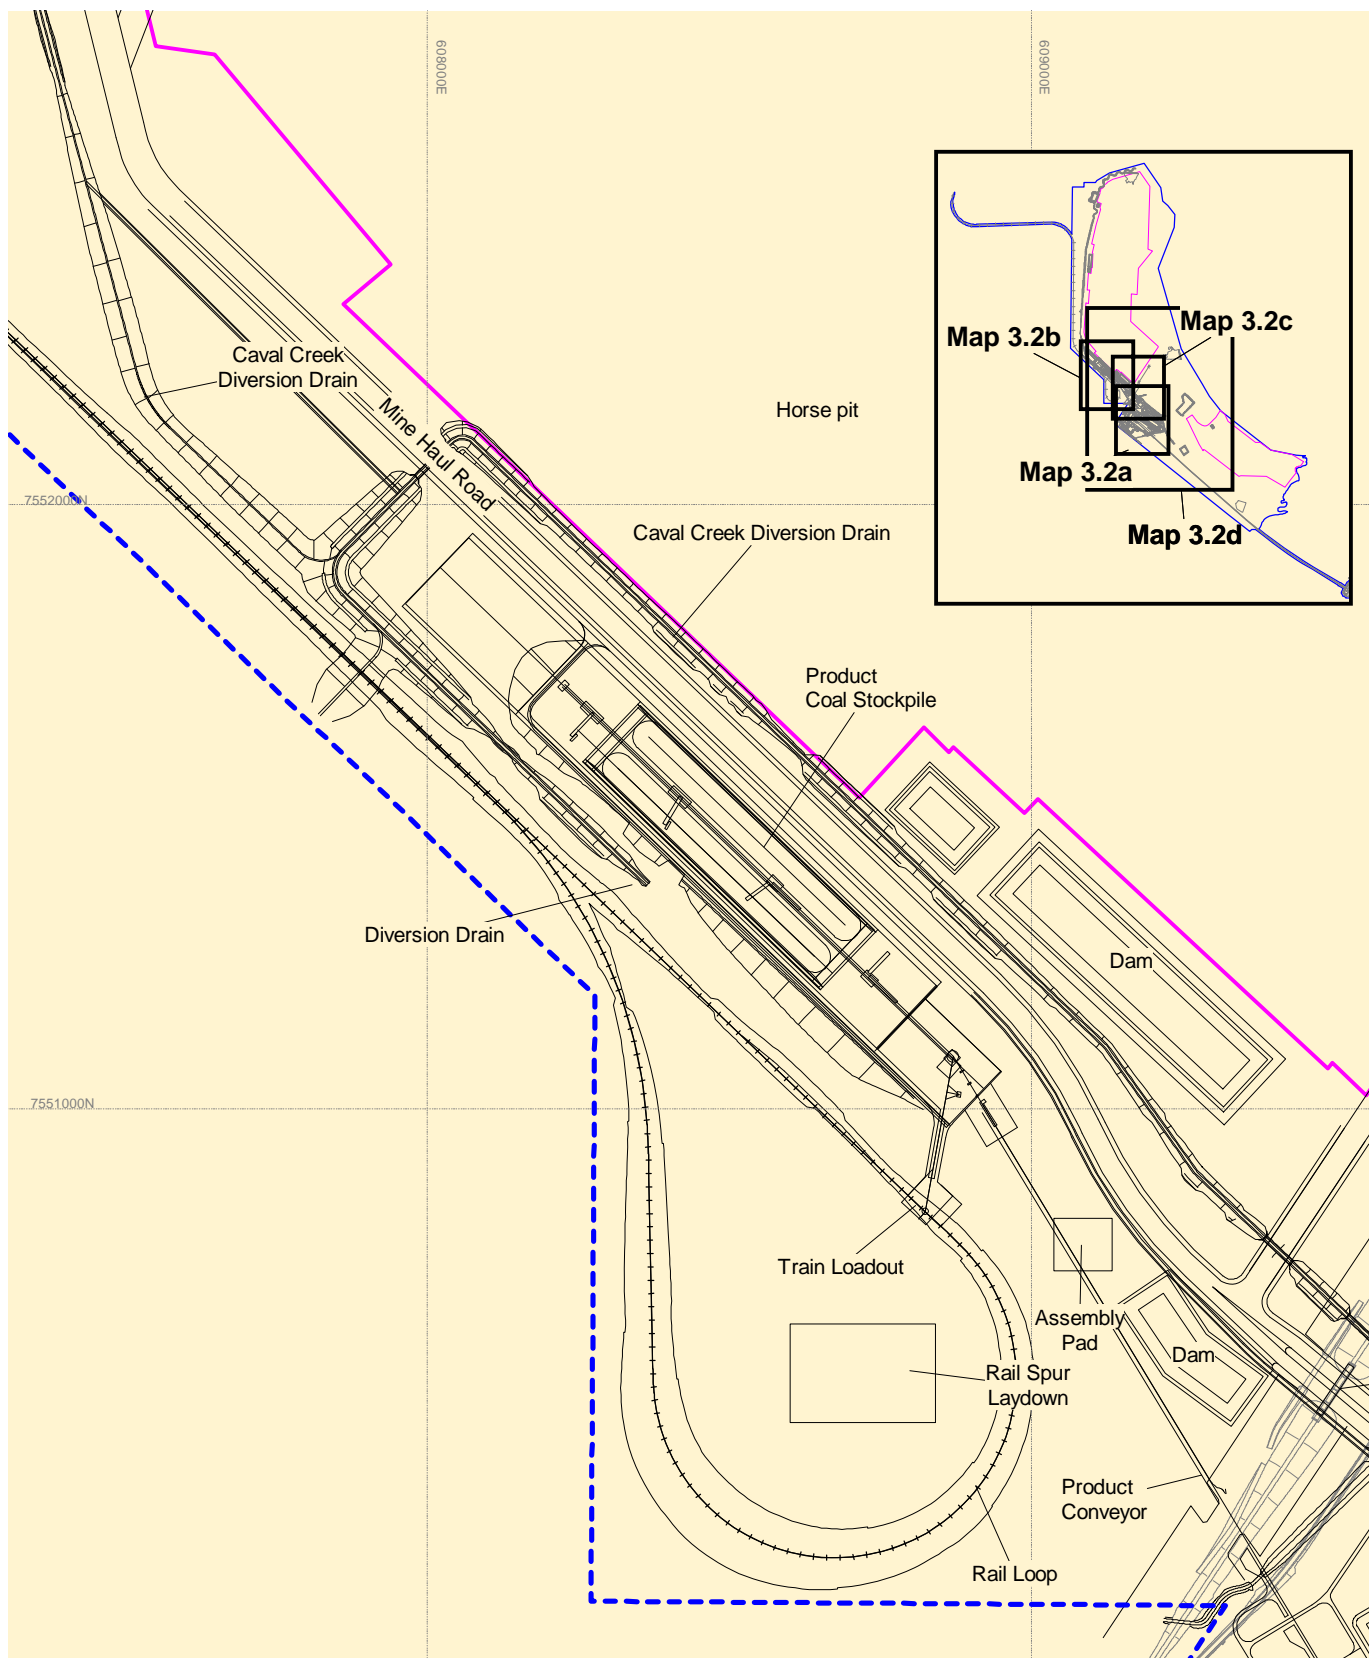 608000E
609000E
Map 3.2b
Map 3.2c
Map 3.2a
Map 3.2d
Caval Creek
Diversion Drain
Mine Haul Road
Horse pit
7552000N
Caval Creek Diversion Drain
Product
Coal Stockpile
Diversion Drain
Dam
7551000N
Train Loadout
Assembly
Pad
Dam
Rail Spur
Laydown
Product
Conveyor
Rail Loop